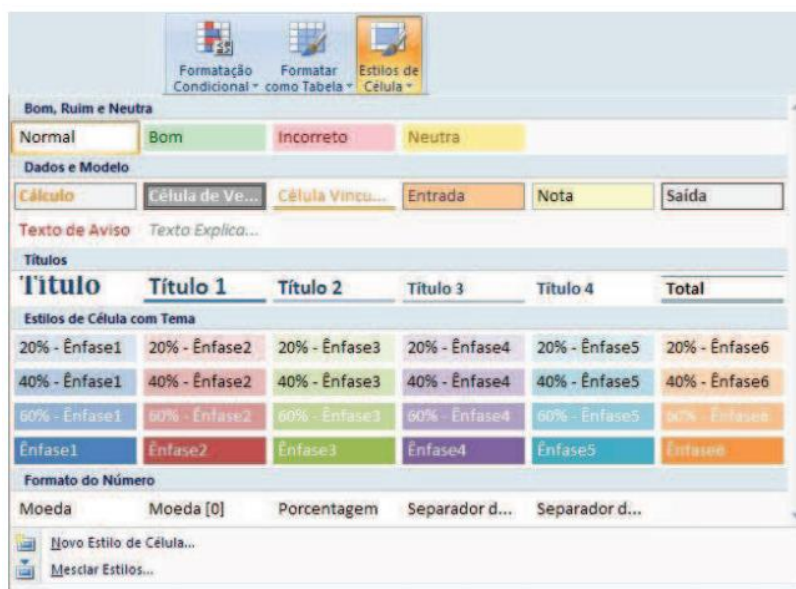 Formatação Condicional
Formatar como Tabela
Estilos de Célula
Bom, Ruim e Neutra
Normal Bom Incorreto Neutra
Dados e Modelo
Cálculo Célula de Ve... Célula Vincu... Entrada Nota Saída
Texto de Aviso Texto Explica...
Títulos
Título Título 1 Título 2 Título 3 Título 4 Total
Estilos de Célula com Tema
20% - Ênfase1 20% - Ênfase2 20% - Ênfase3 20% - Ênfase4 20% - Ênfase5 20% - Ênfase6
40% - Ênfase1 40% - Ênfase2 40% - Ênfase3 40% - Ênfase4 40% - Ênfase5 40% - Ênfase6
60% - Ênfase1 60% - Ênfase2 60% - Ênfase3 60% - Ênfase4 60% - Ênfase5 60% - Ênfase6
Ênfase1 Ênfase2 Ênfase3 Ênfase4 Ênfase5 Ênfase6
Formato do Número
Moeda Moeda [0] Porcentagem Separador d... Separador d...
Novo Estilo de Célula...
Mesclar Estilos...